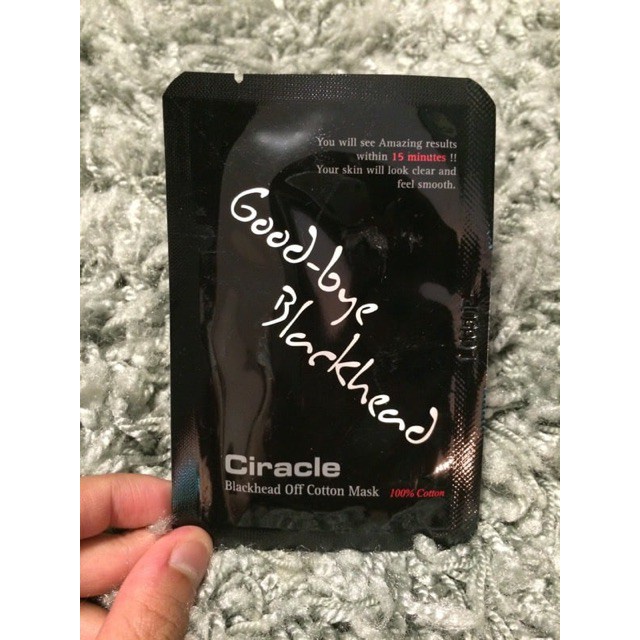 You will see Amazing results
within 15 minutes !!
Your skin will look clear and
feel smooth.
Good-bye
Blackhead
Ciracle
Blackhead Off Cotton Mask 100% Cotton